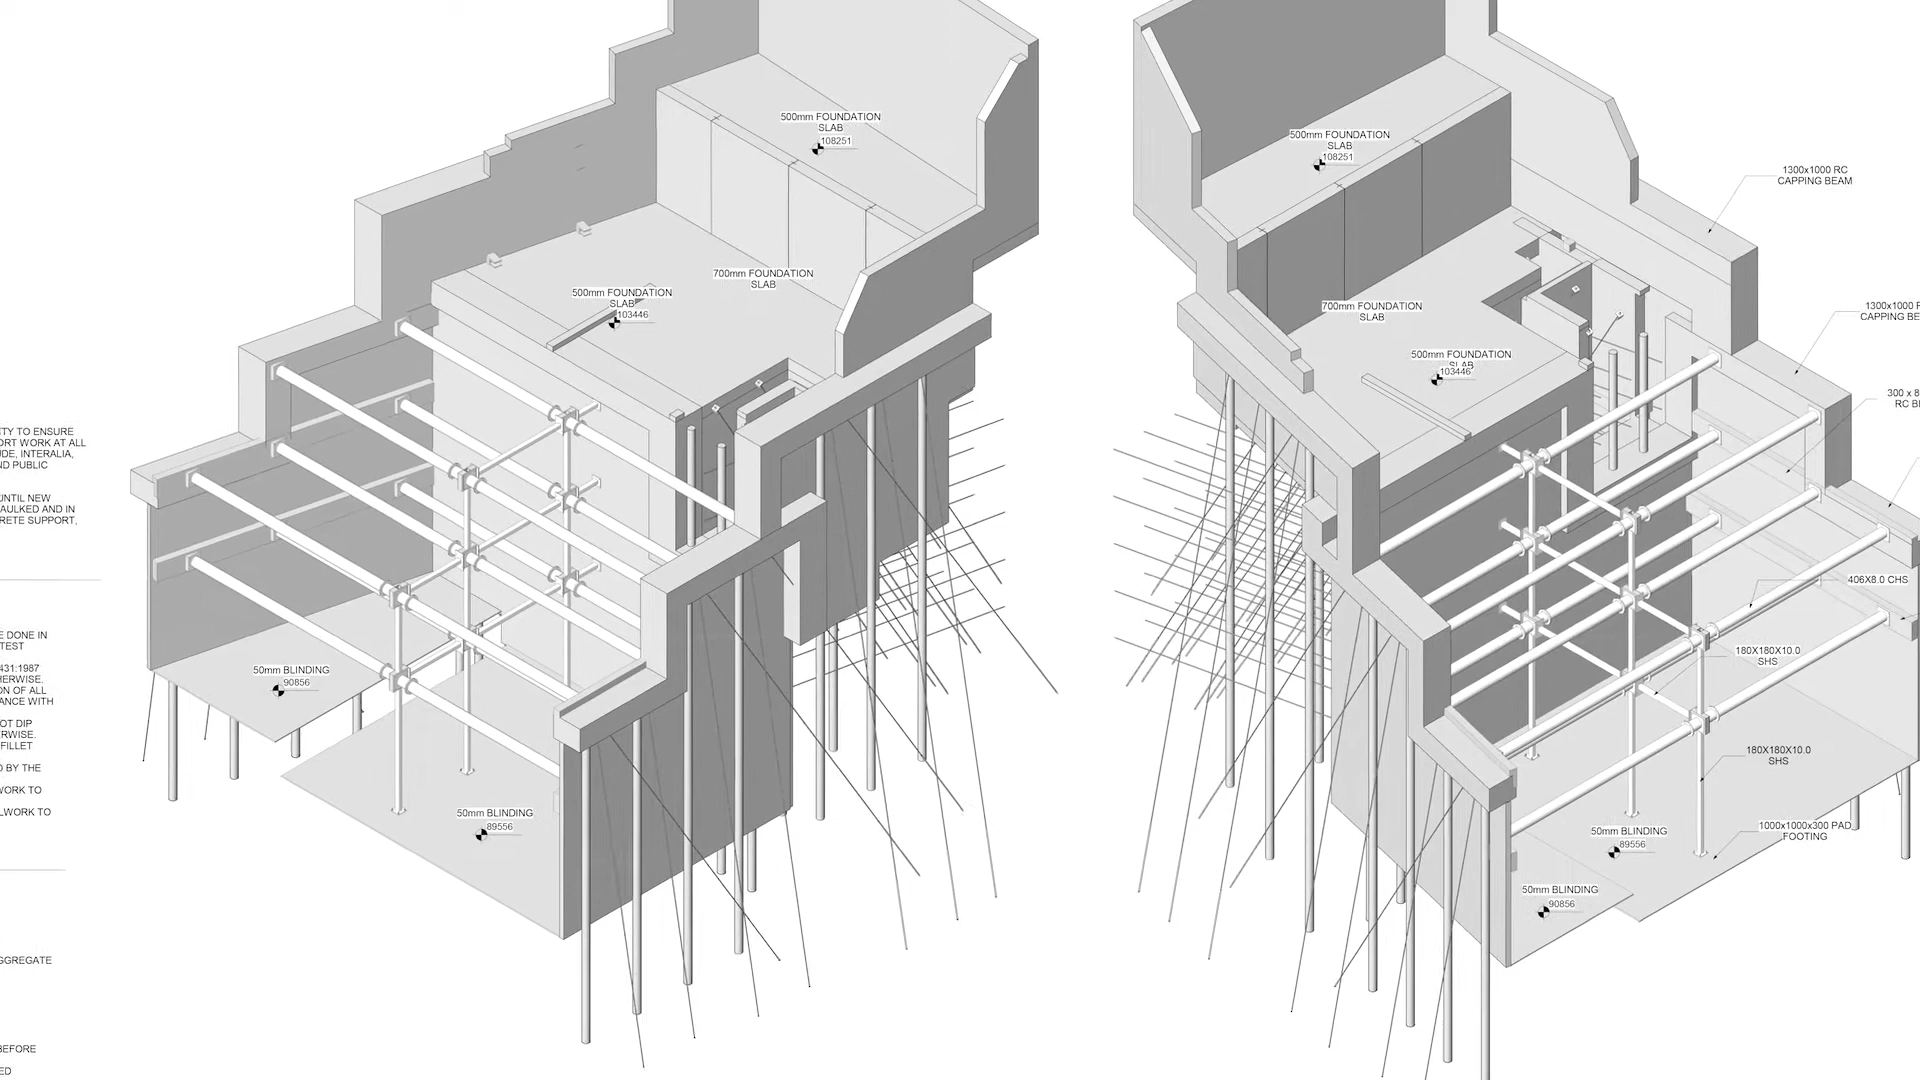 TY TO ENSURE
ORT WORK AT ALL
UDE, INTERALIA,
ND PUBLIC
UNTIL NEW
AULKED AND IN
RETE SUPPORT,
E DONE IN
TEST
431:1987
HERWISE.
ON OF ALL
ANCE WITH
OT DIP
ERWISE.
FILLET
D BY THE
WORK TO
LWORK TO
GGREGATE
BEFORE
ED
500mm FOUNDATION
SLAB
108251
700mm FOUNDATION
SLAB
500mm FOUNDATION
SLAB
103446
50mm BLINDING
90856
50mm BLINDING
89556
500mm FOUNDATION
SLAB
108251
1300x1000 RC
CAPPING BEAM
700mm FOUNDATION
SLAB
1300x1000
CAPPING BE
500mm FOUNDATION
SLAB
103446
300 x 8
RC BE
406X8.0 CHS
180X180X10.0
SHS
180X180X10.0
SHS
1000x1000x300 PAD
FOOTING
50mm BLINDING
89556
50mm BLINDING
90856